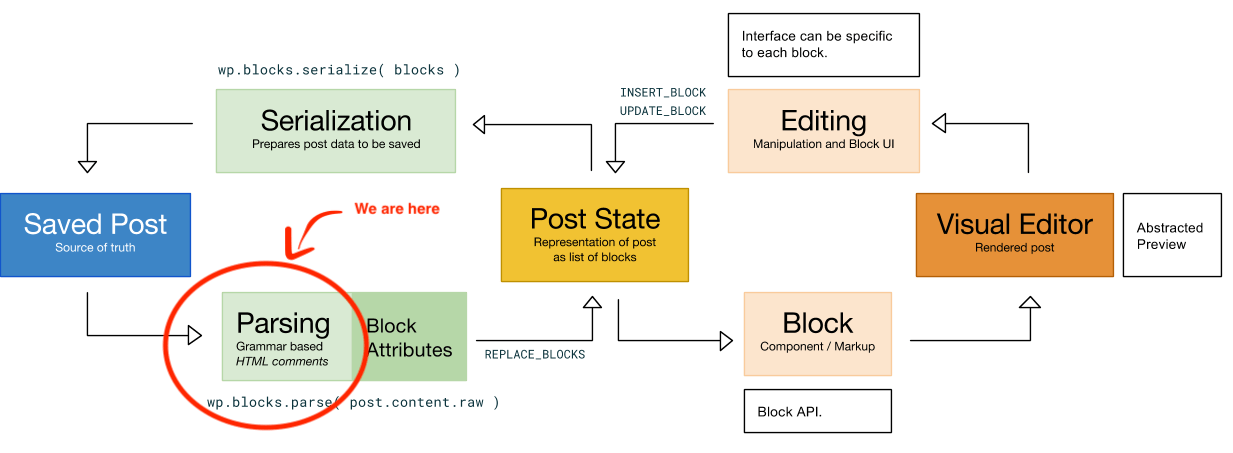 Interface can be specific
to each block.
wp.blocks.serialize( blocks )
INSERT_BLOCK
UPDATE_BLOCK
Serialization
Prepares post data to be saved
Editing
Manipulation and Block UI
We are here
Saved Post
Source of truth
Post State
Representation of post
as list of blocks
Visual Editor
Rendered post
Abstracted
Preview
Parsing
Grammar based
HTML comments
Block
Attributes
REPLACE_BLOCKS
Block
Component / Markup
wp.blocks.parse( post.content.raw )
Block API.